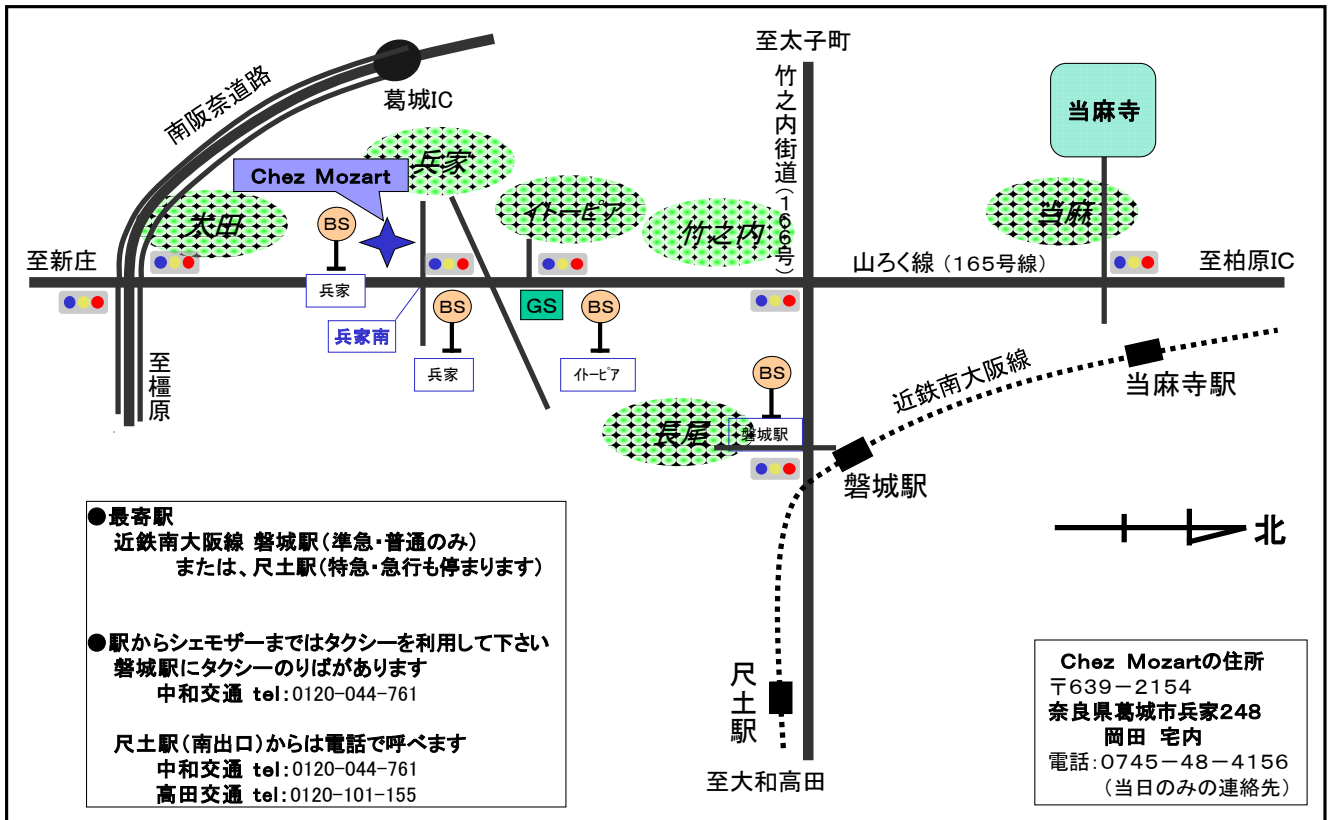 至太子町
竹之内街道(166号)
当麻寺
南阪奈道路
葛城IC
兵家
Chez Mozart
イトーピア
当麻
太田
BS
竹之内
至新庄
山ろく線（165号線）
至柏原IC
兵家
BS
GS
BS
兵家南
至橿原
兵家
イトーピア
BS
近鉄南大阪線
当麻寺駅
長尾
磐城駅
磐城駅
北
●最寄駅
近鉄南大阪線 磐城駅(準急・普通のみ)
または、尺土駅(特急・急行も停まります)
●駅からシェモザーまではタクシーを利用して下さい
磐城駅にタクシーのりばがあります
中和交通 tel:0120-044-761
尺土駅(南出口)からは電話で呼べます
中和交通 tel:0120-044-761
高田交通 tel:0120-101-155
尺土駅
至大和高田
Chez Mozartの住所
〒639－2154
奈良県葛城市兵家248
岡田 宅内
電話:0745－48－4156
（当日のみの連絡先）